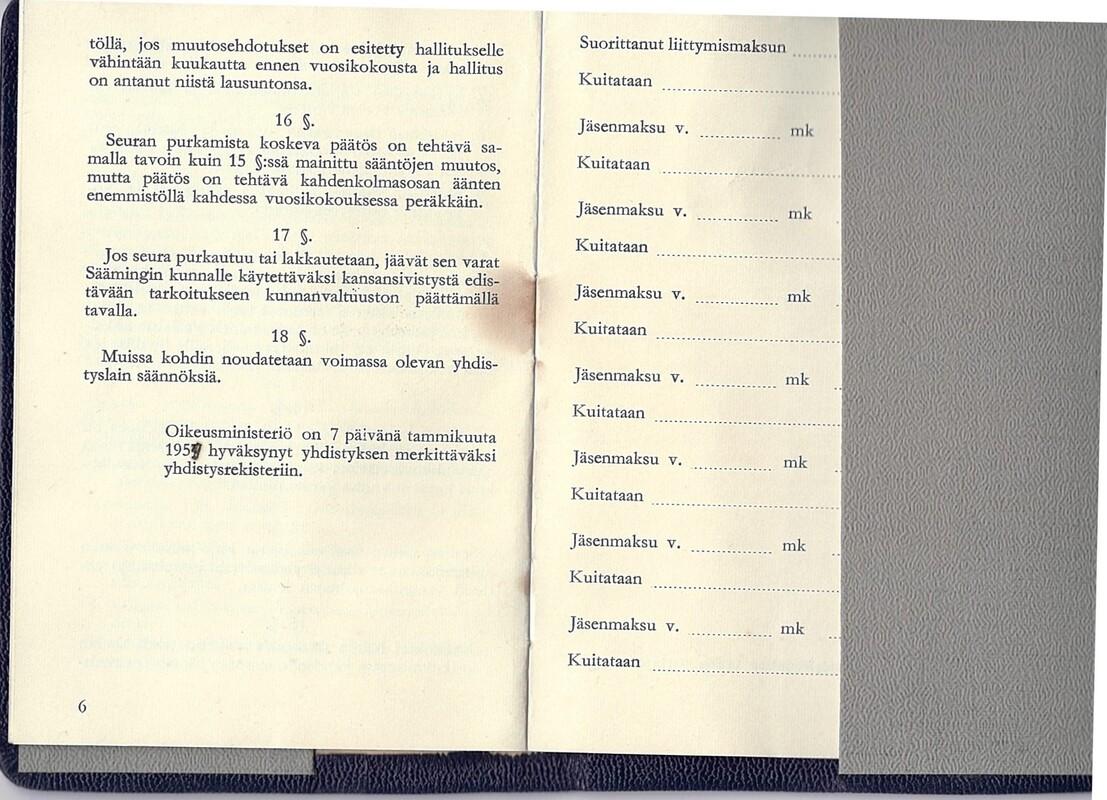 töllä, jos muutosehdotukset on esitetty hallitukselle
vähintään kuukautta ennen vuosikokousta ja hallitus
on antanut niistä lausuntonsa.
16 §.
Seuran purkamista koskeva päätös on tehtävä sa-
malla tavoin kuin 15 §:ssä mainittu sääntöjen muutos,
mutta päätös on tehtävä kahdenkolmasosan äänten
enemmistöllä kahdessa vuosikokouksessa peräkkäin.
17 §.
Jos seura purkautuu tai lakkautetaan, jäävät sen varat
Säämingin kunnalle käytettäväksi kansansivistystä edis-
tävään tarkoitukseen kunnanvaltuuston päättämällä
tavalla.
18 §.
Muissa kohdin noudatetaan voimassa olevan yhdis-
tyslain säännöksiä.
Oikeusministeriö on 7 päivänä tammikuuta
hyväksynyt yhdistyksen merkittäväksi
yhdistysrekisteriin.
6
Suorittanut liittymismaksun
Kuitataan
Jäsenmaksu v. mk
Kuitataan
Jäsenmaksu v. mk
Kuitataan
Jäsenmaksu v. mk
Kuitataan
Jäsenmaksu v. mk
Kuitataan
Jäsenmaksu v. mk
Kuitataan
Jäsenmaksu v. mk
Kuitataan
Jäsenmaksu v. mk
Kuitataan